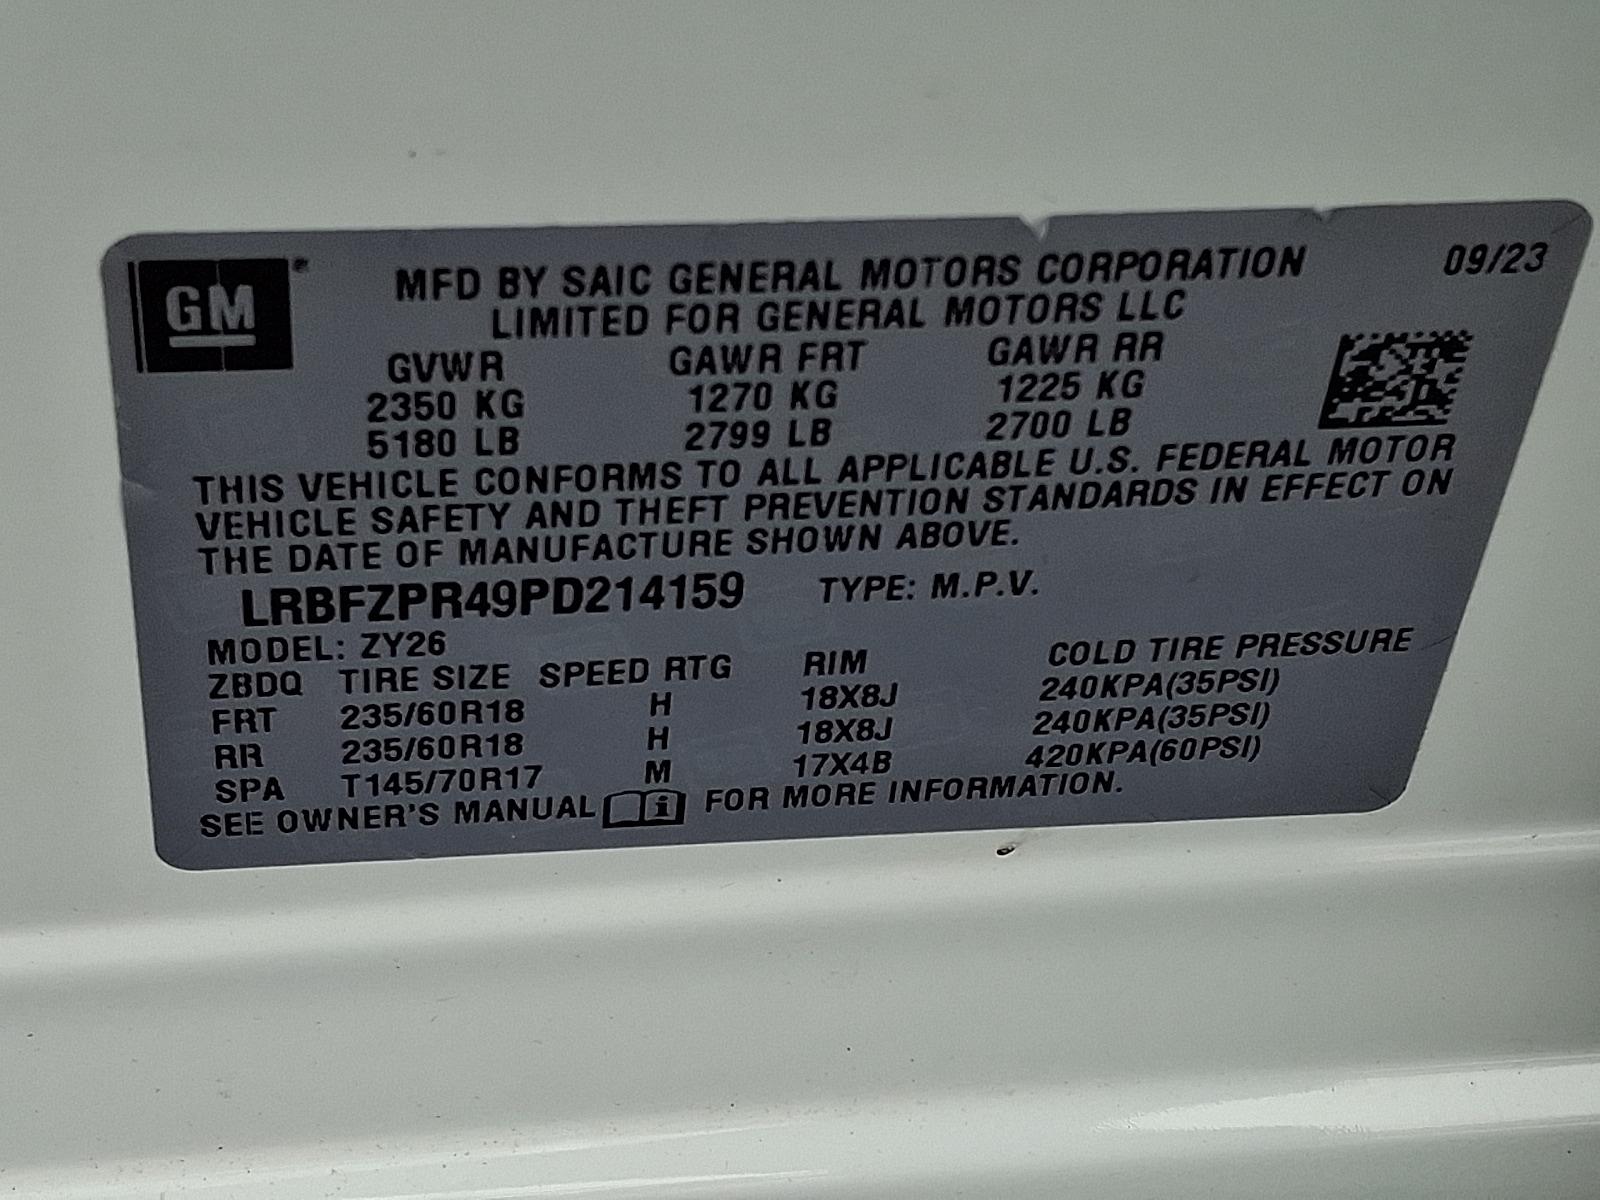 GM
MFD BY SAIC GENERAL MOTORS CORPORATION 09/23
LIMITED FOR GENERAL MOTORS LLC
GVWR GAWR FRT GAWR RR
2350 KG 1270 KG 1225 KG
5180 LB 2799 LB 2700 LB
THIS VEHICLE CONFORMS TO ALL APPLICABLE U.S. FEDERAL MOTOR
VEHICLE SAFETY AND THEFT PREVENTION STANDARDS IN EFFECT ON
THE DATE OF MANUFACTURE SHOWN ABOVE.
LRBFZPR49PD214159 TYPE: M.P.V.
MODEL: ZY26
ZBDQ TIRE SIZE SPEED RTG RIM COLD TIRE PRESSURE
FRT 235/60R18 H 18X8J 240KPA(35PSI)
RR 235/60R18 H 18X8J 240KPA(35PSI)
SPA T145/70R17 M 17X4B 420KPA(60PSI)
SEE OWNER'S MANUAL i FOR MORE INFORMATION.